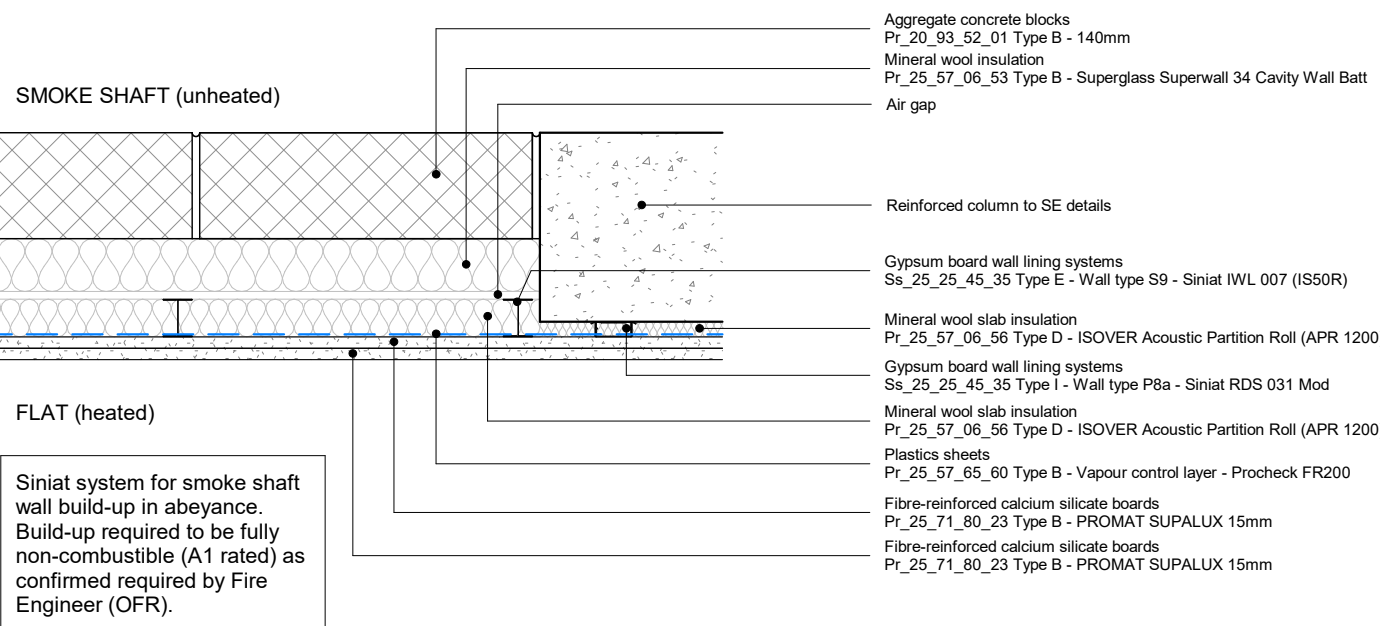 Aggregate concrete blocks
Pr_20_93_52_01 Type B - 140mm
Mineral wool insulation
Pr_25_57_06_53 Type B - Superglass Superwall 34 Cavity Wall Batt
Air gap
SMOKE SHAFT (unheated)
Reinforced column to SE details
Gypsum board wall lining systems
Ss_25_25_45_35 Type E - Wall type S9 - Siniat IWL 007 (IS50R)
Mineral wool slab insulation
Pr_25_57_06_56 Type D - ISOVER Acoustic Partition Roll (APR 1200
Gypsum board wall lining systems
Ss_25_25_45_35 Type I - Wall type P8a - Siniat RDS 031 Mod
Mineral wool slab insulation
Pr_25_57_06_56 Type D - ISOVER Acoustic Partition Roll (APR 1200
Plastics sheets
Pr_25_57_65_60 Type B - Vapour control layer - Procheck FR200
Fibre-reinforced calcium silicate boards
Pr_25_71_80_23 Type B - PROMAT SUPALUX 15mm
Fibre-reinforced calcium silicate boards
Pr_25_71_80_23 Type B - PROMAT SUPALUX 15mm
FLAT (heated)
Siniat system for smoke shaft
wall build-up in abeyance.
Build-up required to be fully
non-combustible (A1 rated) as
confirmed required by Fire
Engineer (OFR).